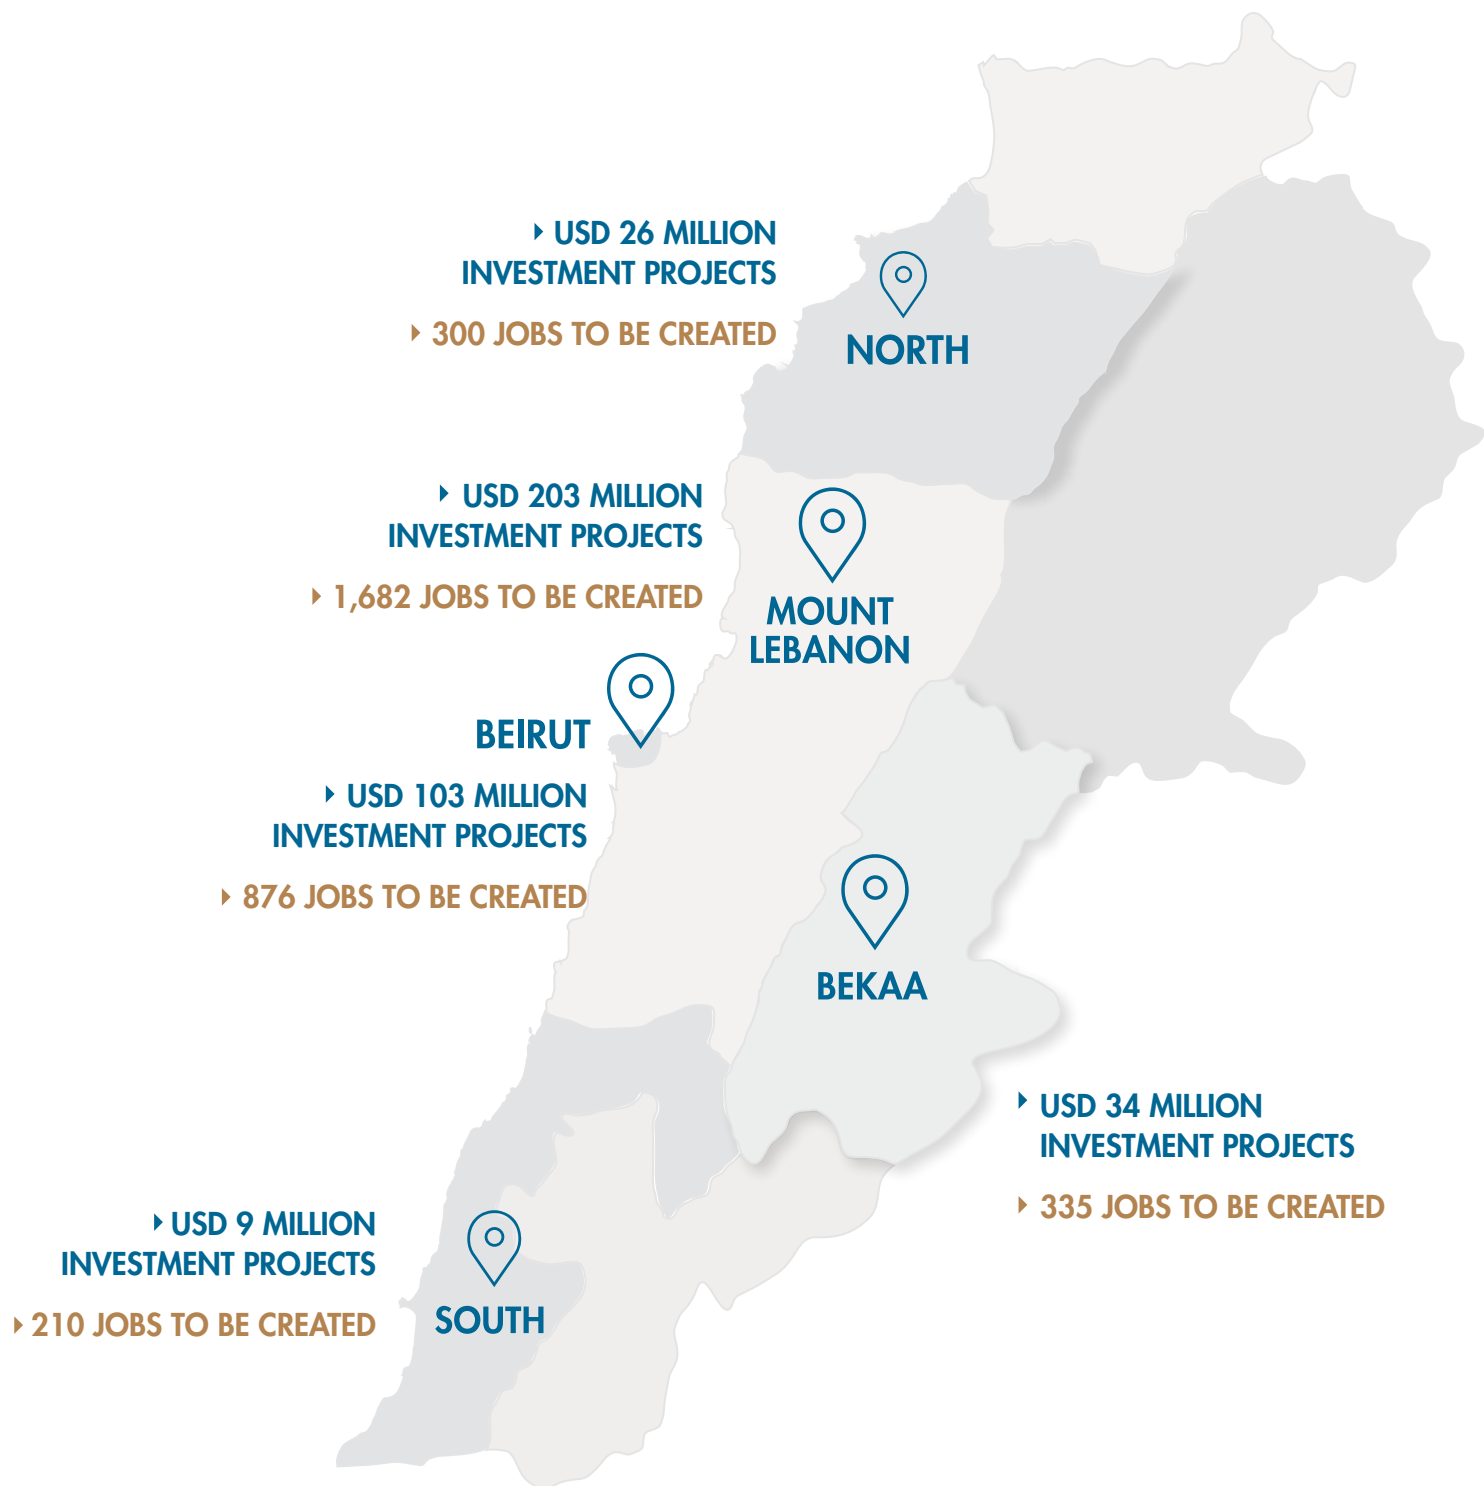 USD 26 MILLION
INVESTMENT PROJECTS
300 JOBS TO BE CREATED
NORTH
USD 203 MILLION
INVESTMENT PROJECTS
1,682 JOBS TO BE CREATED
MOUNT
LEBANON
BEIRUT
USD 103 MILLION
INVESTMENT PROJECTS
876 JOBS TO BE CREATED
BEKAA
USD 34 MILLION
INVESTMENT PROJECTS
335 JOBS TO BE CREATED
USD 9 MILLION
INVESTMENT PROJECTS
210 JOBS TO BE CREATED
SOUTH